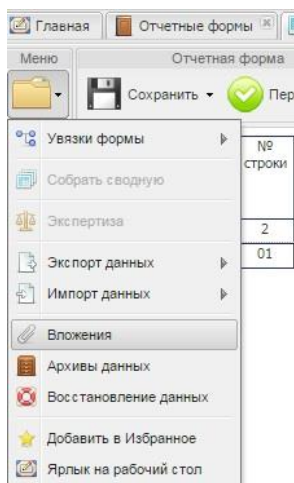 Главная
Отчетные формы
Меню
Отчетная форма
Сохранить
№
строки
Увязки формы
Собрать сводную
2
Экспертиза
01
Экспорт данных
Импорт данных
Вложения
Архивы данных
Восстановление данных
Добавить в Избранное
Ярлык на рабочий стол